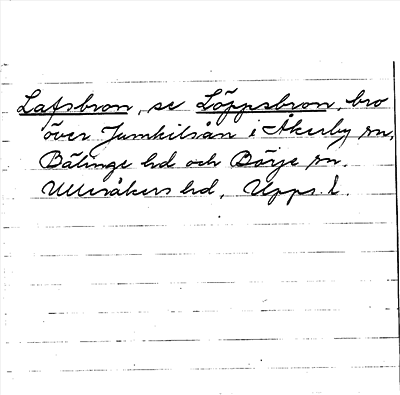 Lafsbron, se Löppsbron, bro
över Jumkilsån i Åkerby sn,
Bälinge hd och Börje sn,
Ulleråkers hd, Upps. l.